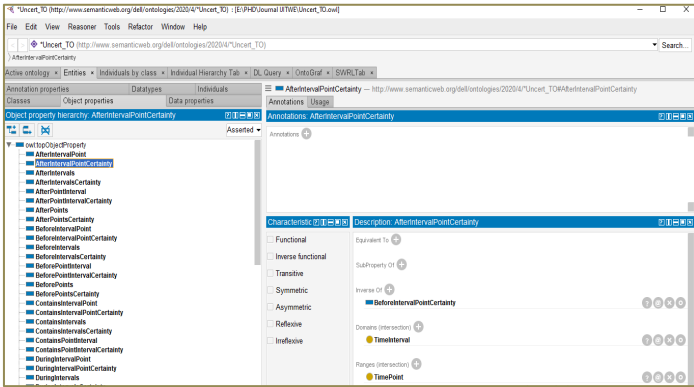 *Uncert_TO (http://www.semanticweb.org/dell/ontologies/2020/4/*Uncert_TO) : [E:\PHD\Journal UITWE\Uncert_TO.owl]
File Edit View Reasoner Tools Refactor Window Help
*Uncert_TO (http://www.semanticweb.org/dell/ontologies/2020/4/*Uncert_TO) Search...
AfterIntervalPointCertainty
Active ontology × Entities × Individuals by class × Individual Hierarchy Tab × DL Query × OntoGraf × SWRLTab ×
Annotation properties Datatypes Individuals
Classes Object properties Data properties
Object property hierarchy: AfterIntervalPointCertainty
Asserted
owl:topObjectProperty
AfterIntervalPoint
AfterIntervalPointCertainty
AfterIntervals
AfterIntervalsCertainty
AfterPointInterval
AfterPointIntervalCertainty
AfterPoints
AfterPointsCertainty
BeforeIntervalPoint
BeforeIntervalPointCertainty
BeforeIntervals
BeforeIntervalsCertainty
BeforePointInterval
BeforePointIntervalCertainty
BeforePoints
BeforePointsCertainty
ContainsIntervalPoint
ContainsIntervalPointCertainty
ContainsIntervals
ContainsIntervalsCertainty
ContainsPointInterval
ContainsPointIntervalCertainty
DuringIntervalPoint
DuringIntervalPointCertainty
DuringIntervals
AfterIntervalPointCertainty — http://www.semanticweb.org/dell/ontologies/2020/4/*Uncert_TO#AfterIntervalPointCertainty
Annotations Usage
Annotations: AfterIntervalPointCertainty
Annotations
Characteristic
Functional
Inverse functional
Transitive
Symmetric
Asymmetric
Reflexive
Irreflexive
Description: AfterIntervalPointCertainty
Equivalent To
SubProperty Of
Inverse Of
BeforeIntervalPointCertainty
Domains (intersection)
TimeInterval
Ranges (intersection)
TimePoint